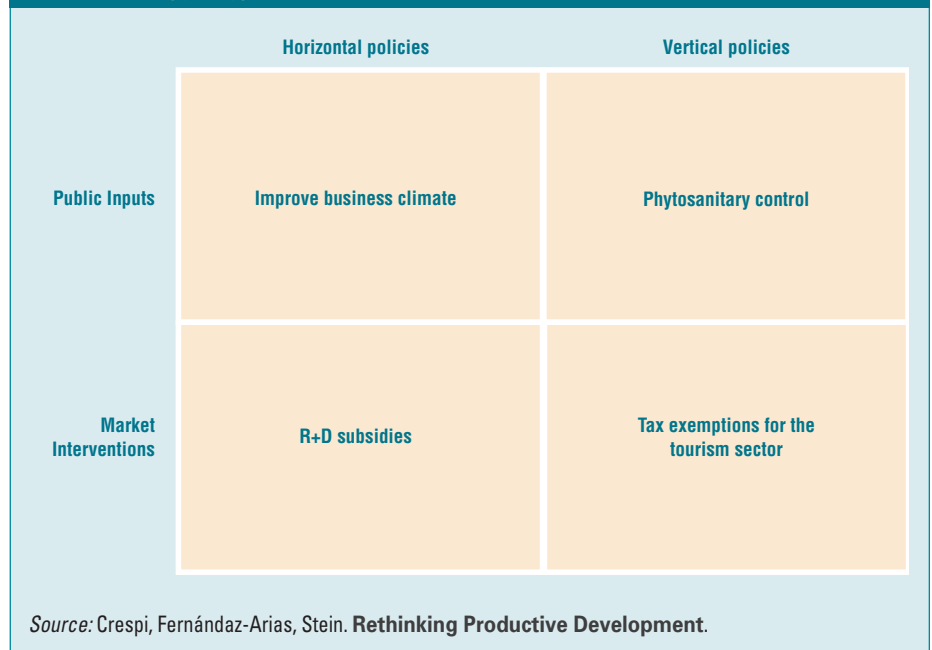 Horizontal policies
Vertical policies
Public Inputs
Improve business climate
Phytosanitary control
Market
Interventions
R+D subsidies
Tax exemptions for the
tourism sector
Source: Crespi, Fernándaz-Arias, Stein. Rethinking Productive Development.